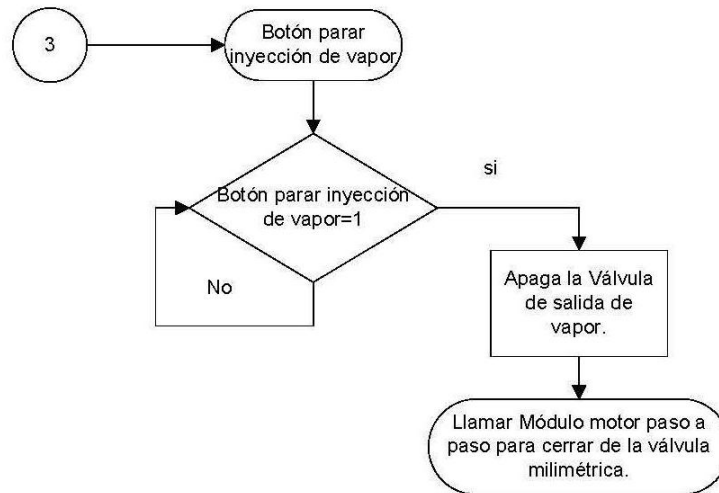 3
Botón parar
inyección de vapor
Botón parar inyección
de vapor=1
si
No
Apaga la Válvula
de salida de
vapor.
Llamar Módulo motor paso a
paso para cerrar de la válvula
milimétrica.